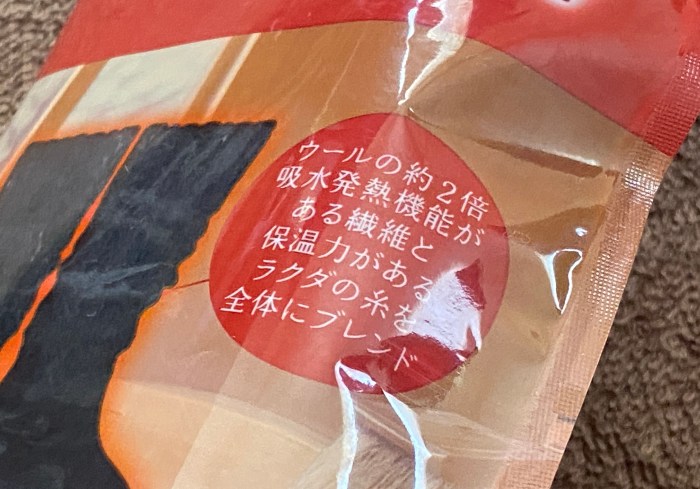 ウールの約2倍
吸水発熱機能が
ある繊維と
保温力がある
ラクダの糸を
全体にブレンド